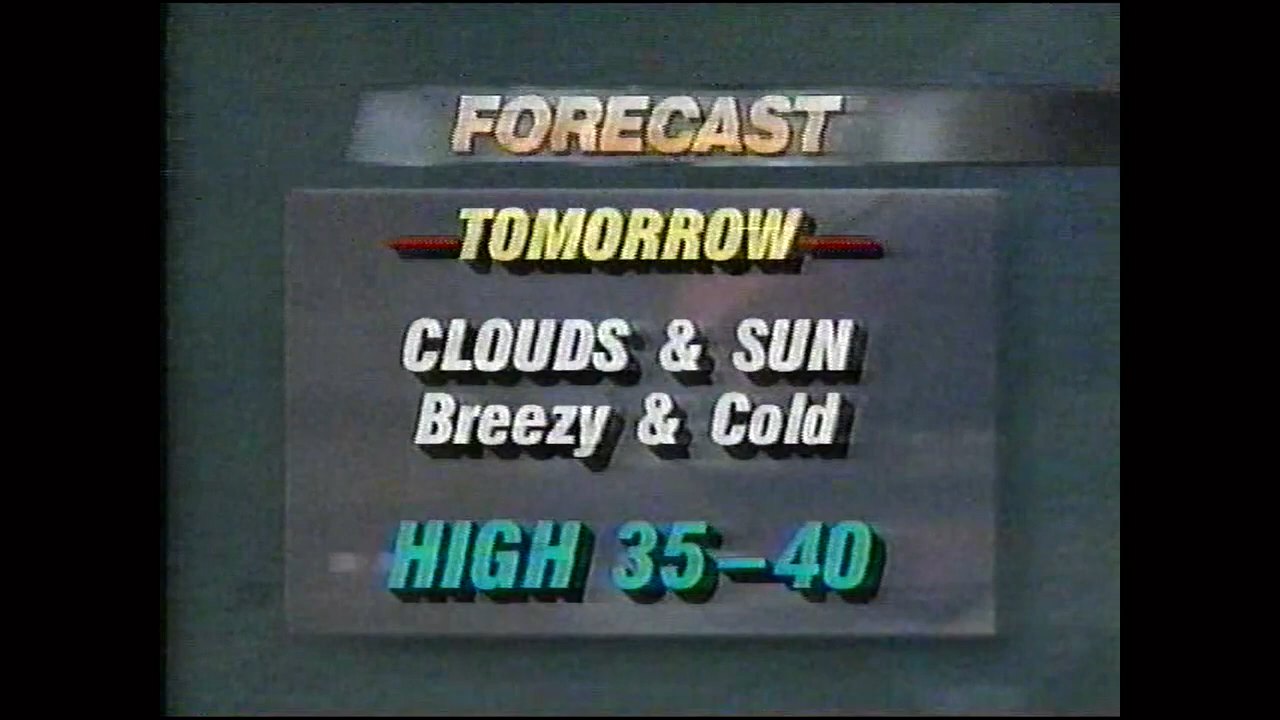 FORECAST
TOMORROW
CLOUDS & SUN
Breezy & Cold
HIGH 35-40